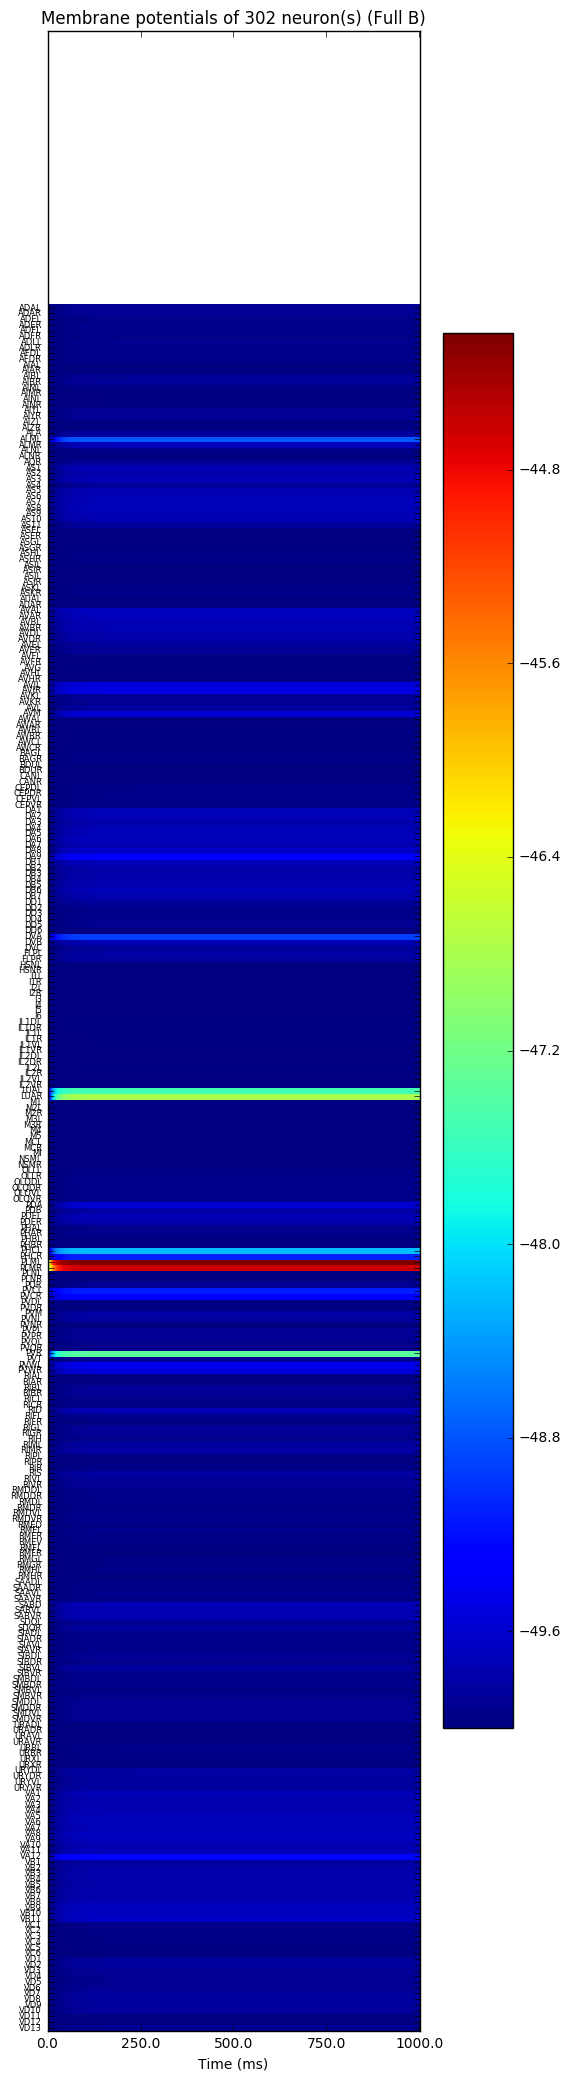 Membrane potentials of 302 neuron(s) (Full B)
ADAL
ADAR
ADEL
ADER
ADFL
ADFR
ADLL
ADLR
AFDL
AFDR
AIAL
AIAR
AIBL
AIBR
AIML
AIMR
AINL
AINR
AIYL
AIYR
AIZL
AIZR
ALA
ALML
ALMR
ALNL
ALNR
AQR
AS1
AS2
AS3
AS4
AS5
AS6
AS7
AS8
AS9
AS10
AS11
ASEL
ASER
ASGL
ASGR
ASHL
ASHR
ASIL
ASIR
ASJL
ASJR
ASKL
ASKR
AUAL
AUAR
AVAL
AVAR
AVBL
AVBR
AVDL
AVDR
AVEL
AVER
AVFL
AVFR
AVG
AVHL
AVHR
AVJL
AVJR
AVKL
AVKR
AVL
AVM
AWAL
AWAR
AWBL
AWBR
AWCL
AWCR
BAGL
BAGR
BDUL
BDUR
CANL
CANR
CEPDL
CEPDR
CEPVL
CEPVR
DA1
DA2
DA3
DA4
DA5
DA6
DA7
DA8
DA9
DB1
DB2
DB3
DB4
DB5
DB6
DB7
DD1
DD2
DD3
DD4
DD5
DD6
DVA
DVB
DVC
FLPL
FLPR
HSNL
HSNR
I1L
I1R
I2L
I2R
I3
I4
I5
I6
IL1DL
IL1DR
IL1L
IL1R
IL1VL
IL1VR
IL2DL
IL2DR
IL2L
IL2R
IL2VL
IL2VR
LUAL
LUAR
M1
M2L
M2R
M3L
M3R
M4
M5
MCL
MCR
MI
NSML
NSMR
OLLL
OLLR
OLQDL
OLQDR
OLQVL
OLQVR
PDA
PDB
PDEL
PDER
PHAL
PHAR
PHBL
PHBR
PHCL
PHCR
PLML
PLMR
PLNL
PLNR
PQR
PVCL
PVCR
PVDL
PVDR
PVM
PVNL
PVNR
PVPL
PVPR
PVQL
PVQR
PVR
PVT
PVWL
PVWR
RIAL
RIAR
RIBL
RIBR
RICL
RICR
RID
RIFL
RIFR
RIGL
RIGR
RIH
RIML
RIMR
RIPL
RIPR
RIR
RIS
RIVL
RIVR
RMDDL
RMDDR
RMDL
RMDR
RMDVL
RMDVR
RMED
RMEL
RMER
RMEV
RMFL
RMFR
RMGL
RMGR
RMHL
RMHR
SAADL
SAADR
SAAVL
SAAVR
SABD
SABVL
SABVR
SDQL
SDQR
SIADL
SIADR
SIAVL
SIAVR
SIBDL
SIBDR
SIBVL
SIBVR
SMBDL
SMBDR
SMBVL
SMBVR
SMDDL
SMDDR
SMDVL
SMDVR
URADL
URADR
URAVL
URAVR
URBL
URBR
URXL
URXR
URYDL
URYDR
URYVL
URYVR
VA1
VA2
VA3
VA4
VA5
VA6
VA7
VA8
VA9
VA10
VA11
VA12
VB1
VB2
VB3
VB4
VB5
VB6
VB7
VB8
VB9
VB10
VB11
VC1
VC2
VC3
VC4
VC5
VC6
VD1
VD2
VD3
VD4
VD5
VD6
VD7
VD8
VD9
VD10
VD11
VD12
VD13
−44.8
−45.6
−46.4
−47.2
−48.0
−48.8
−49.6
0.0 250.0 500.0 750.0 1000.0
Time (ms)